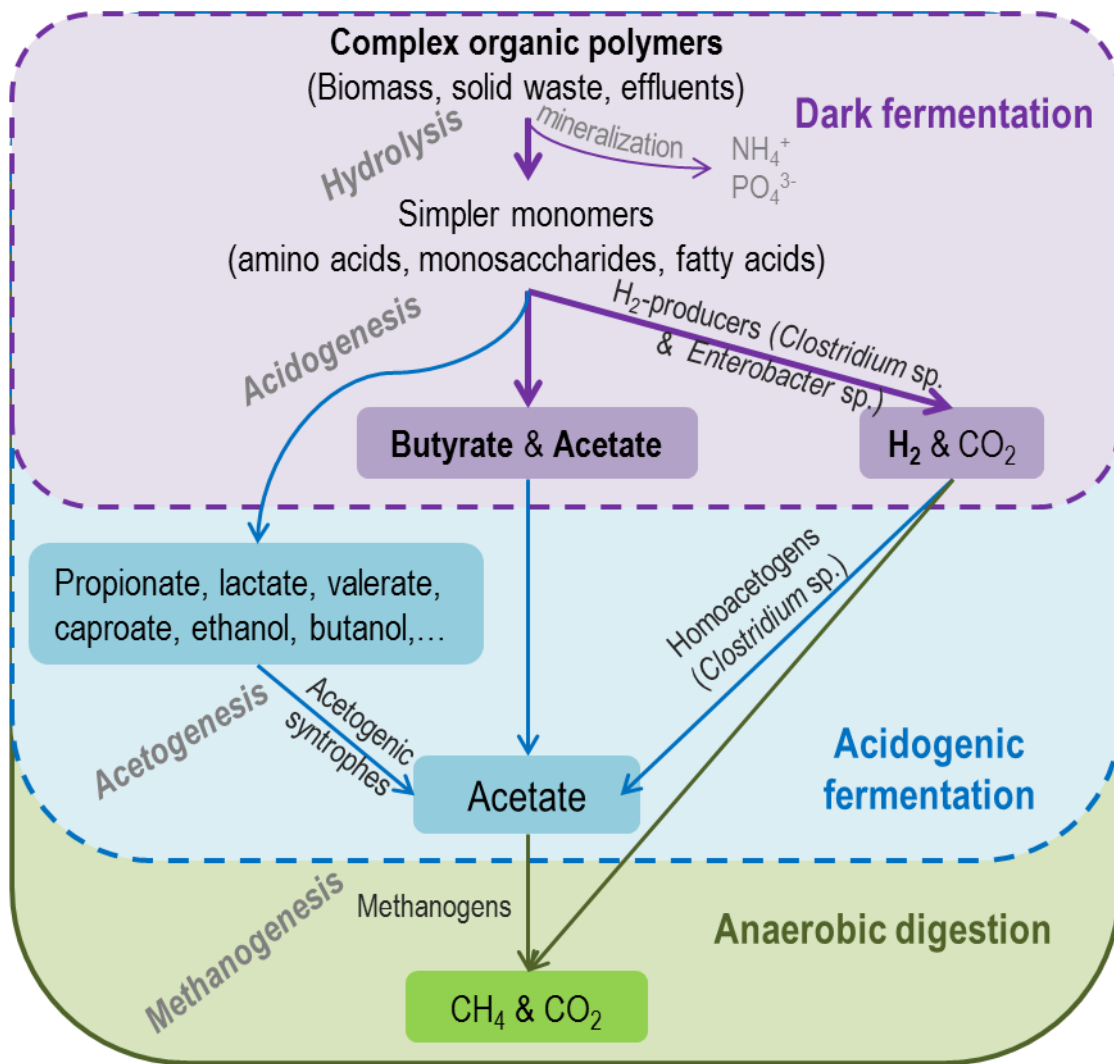 Complex organic polymers
(Biomass, solid waste, effluents)
Dark fermentation
Hydrolysis
mineralization
NH₄⁺
PO₄³⁻
Simpler monomers
(amino acids, monosaccharides, fatty acids)
Acidogenesis
H₂-producers (Clostridium sp.
& Enterobacter sp.)
Butyrate & Acetate
H₂ & CO₂
Propionate, lactate, valerate,
caproate, ethanol, butanol,...
Homoacetogens
(Clostridium sp.)
Acetogenesis
Acetogenic
syntrophes
Acetate
Acidogenic
fermentation
Methanogenesis
Methanogens
Anaerobic digestion
CH₄ & CO₂